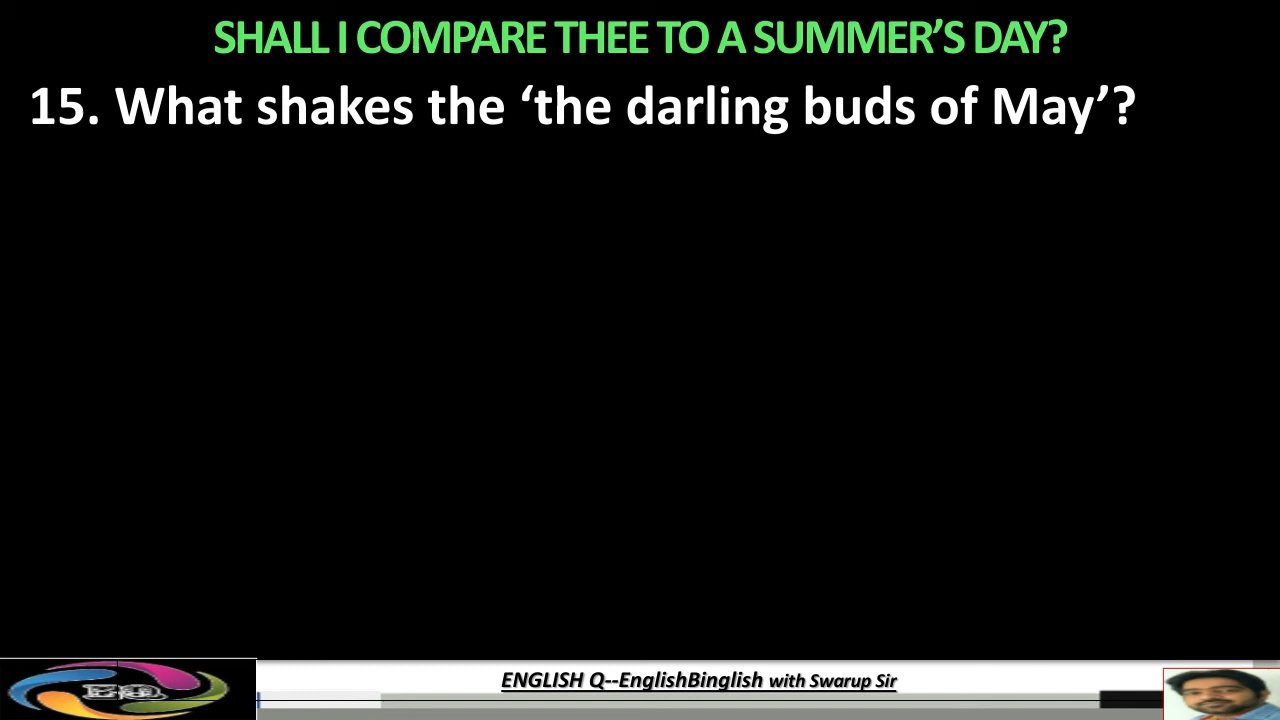 SHALL I COMPARE THEE TO A SUMMER’S DAY?
15. What shakes the ‘the darling buds of May’?
ENGLISH Q--EnglishBinglish with Swarup Sir